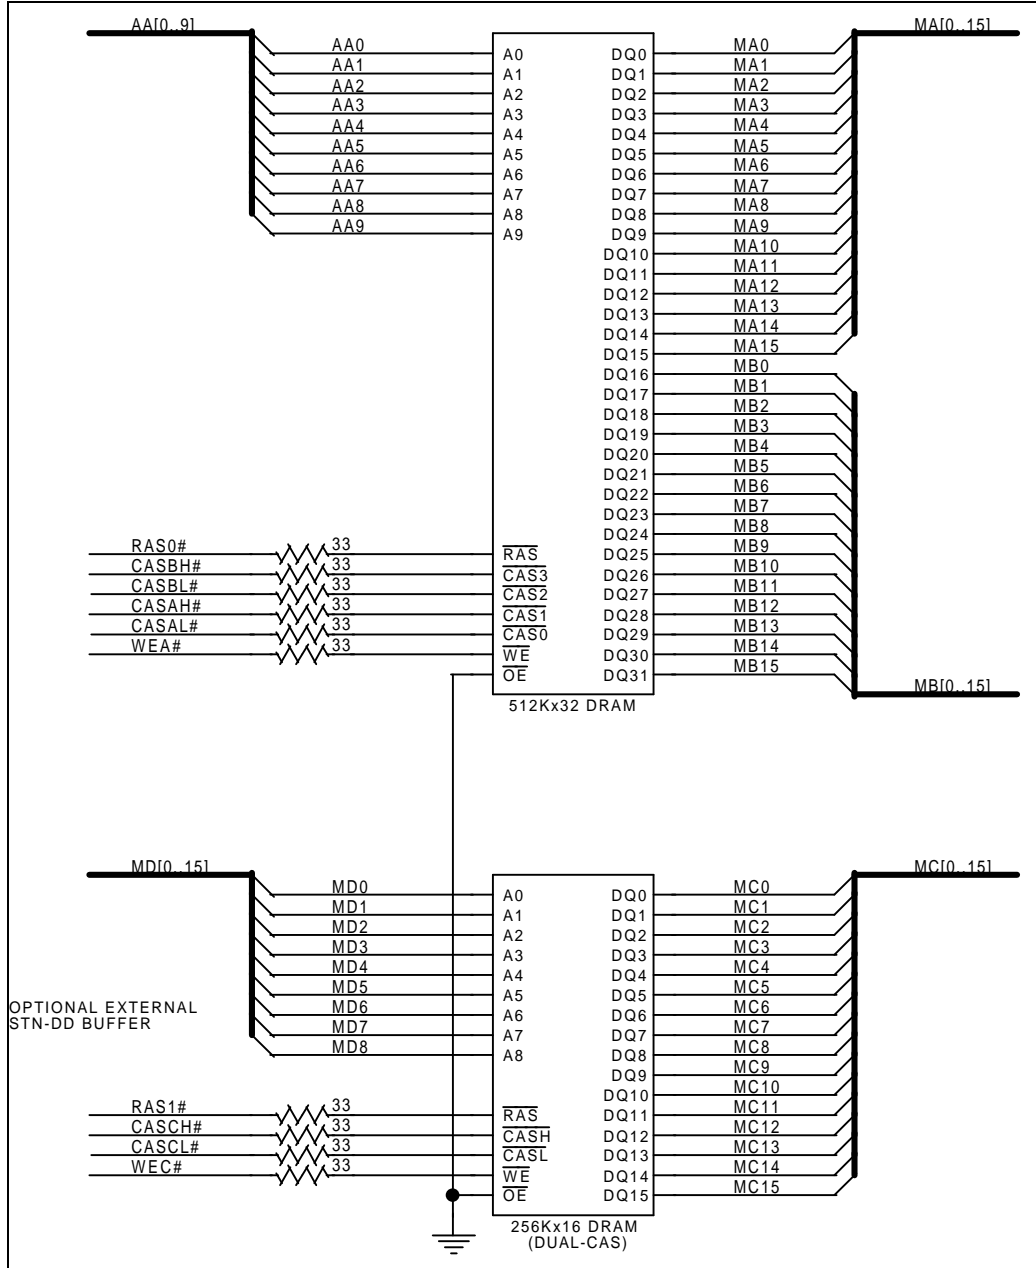 AA[0..9]
MA[0..15]
AA0 A0 DQ0 MA0
AA1 A1 DQ1 MA1
AA2 A2 DQ2 MA2
AA3 A3 DQ3 MA3
AA4 A4 DQ4 MA4
AA5 A5 DQ5 MA5
AA6 A6 DQ6 MA6
AA7 A7 DQ7 MA7
AA8 A8 DQ8 MA8
AA9 A9 DQ9 MA9
DQ10 MA10
DQ11 MA11
DQ12 MA12
DQ13 MA13
DQ14 MA14
DQ15 MA15
DQ16 MB0
DQ17 MB1
DQ18 MB2
DQ19 MB3
DQ20 MB4
DQ21 MB5
DQ22 MB6
DQ23 MB7
DQ24 MB8
RAS0# 33 RAS DQ25 MB9
CASBH# 33 CAS3 DQ26 MB10
CASBL# 33 CAS2 DQ27 MB11
CASAH# 33 CAS1 DQ28 MB12
CASAL# 33 CAS0 DQ29 MB13
WEA# 33 WE DQ30 MB14
OE DQ31 MB15
MB[0..15]
512Kx32 DRAM
MD[0..15]
MC[0..15]
MD0 A0 DQ0 MC0
MD1 A1 DQ1 MC1
MD2 A2 DQ2 MC2
MD3 A3 DQ3 MC3
MD4 A4 DQ4 MC4
MD5 A5 DQ5 MC5
MD6 A6 DQ6 MC6
MD7 A7 DQ7 MC7
MD8 A8 DQ8 MC8
OPTIONAL EXTERNAL
STN-DD BUFFER
DQ9 MC9
DQ10 MC10
RAS1# 33 RAS DQ11 MC11
CASCH# 33 CASH DQ12 MC12
CASCL# 33 CASL DQ13 MC13
WEC# 33 WE DQ14 MC14
OE DQ15 MC15
256Kx16 DRAM
(DUAL-CAS)